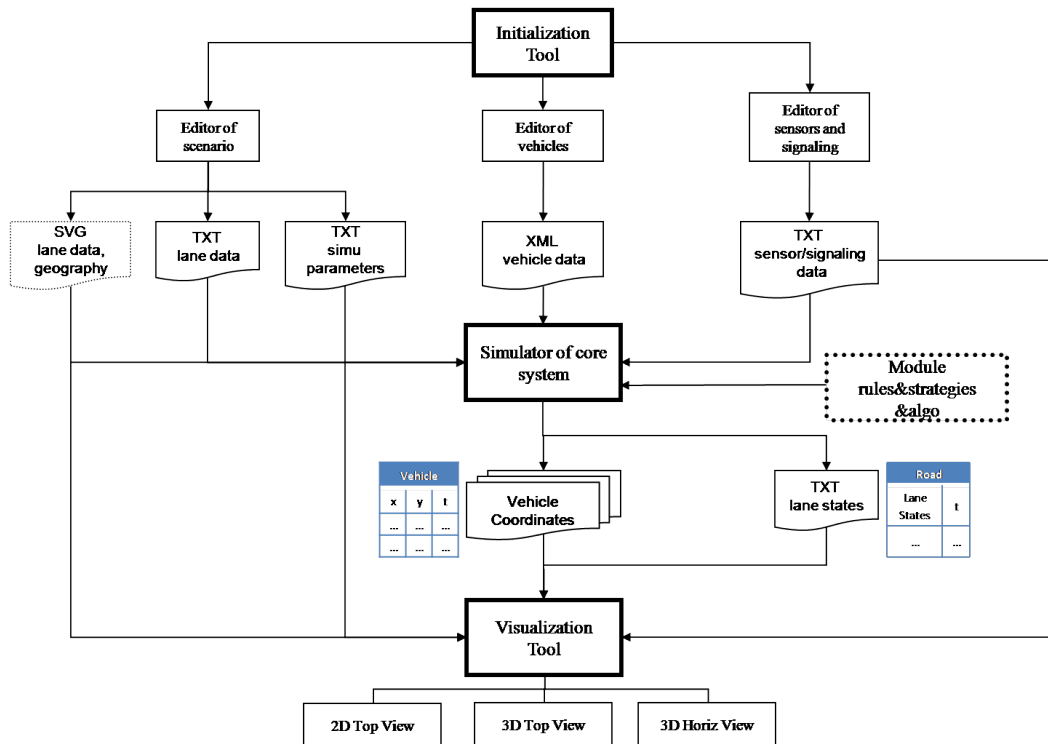 Initialization
Tool
Editor of
scenario
Editor of
vehicles
Editor of
sensors and
signaling
SVG
lane data,
geography
TXT
lane data
TXT
simu
parameters
XML
vehicle data
TXT
sensor/signaling
data
Simulator of core
system
Module
rules&strategies
&algo
Vehicle
x y t
... ... ...
... ... ...
Vehicle
Coordinates
TXT
lane states
Road
Lane
States
t
... ...
Visualization
Tool
2D Top View
3D Top View
3D Horiz View